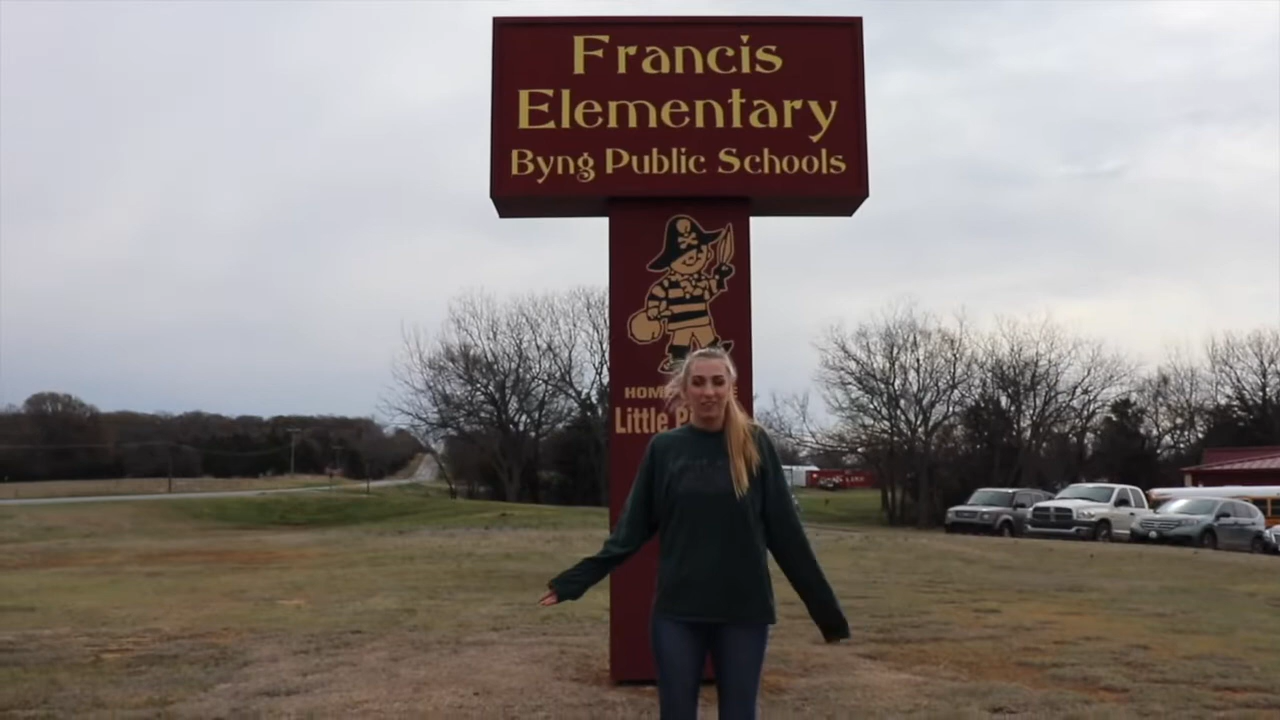 Francis
Elementary
Byng Public Schools
HOME
Little